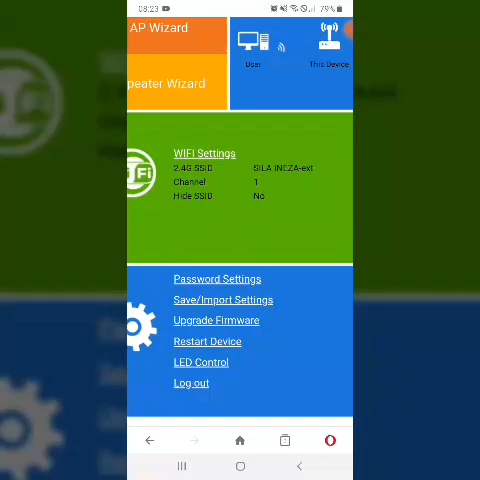 08:23
79%
AP Wizard
peater Wizard
User
This Device
WIFI Settings
2.4G SSID SILA INEZA-ext
Channel 1
Hide SSID No
Password Settings
Save/Import Settings
Upgrade Firmware
Restart Device
LED Control
Log out